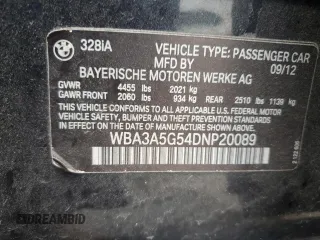 328iA VEHICLE TYPE: PASSENGER CAR
MFD BY 09/12
BAYERISCHE MOTOREN WERKE AG
GVWR 4455 lbs 2021 kg
GAWR FRONT 2060 lbs 934 kg REAR 2510 lbs 1139 kg
THIS VEHICLE CONFORMS TO ALL APPLICABLE U.S. FEDERAL MOTOR
VEHICLE SAFETY, BUMPER, AND THEFT PREVENTION STANDARDS IN
EFFECT ON THE DATE OF MANUFACTURE SHOWN ABOVE.
WBA3A5G54DNP20089
DREAMBID